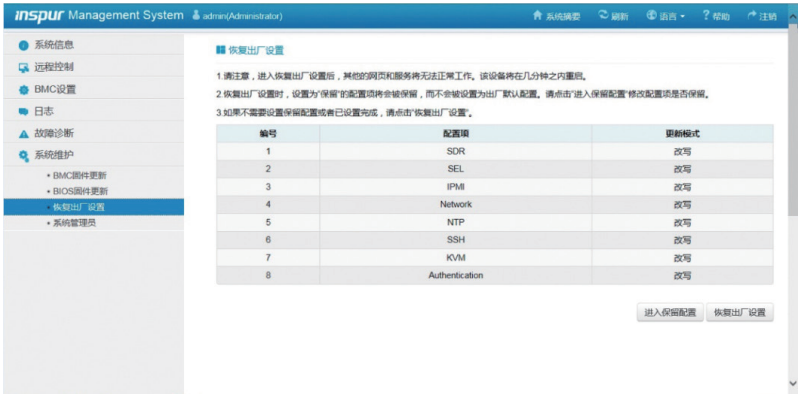 inspur Management System admin(Administrator) 系统摘要 刷新 语言 ? 帮助 注销
系统信息
远程控制
BMC设置
日志
故障诊断
系统维护
• BMC固件更新
• BIOS固件更新
• 恢复出厂设置
• 系统管理员
恢复出厂设置
1.请注意，进入恢复出厂设置后，其他的网页和服务将无法正常工作。该设备将在几分钟之内重启。
2.恢复出厂设置时，设置为“保留”的配置项将会被保留，而不会被设置为出厂默认配置。请点击“进入保留配置”修改配置项是否保留。
3.如果不需要设置保留配置或者已设置完成，请点击“恢复出厂设置”。
编号 配置项 更新模式
1 SDR 改写
2 SEL 改写
3 IPMI 改写
4 Network 改写
5 NTP 改写
6 SSH 改写
7 KVM 改写
8 Authentication 改写
进入保留配置 恢复出厂设置